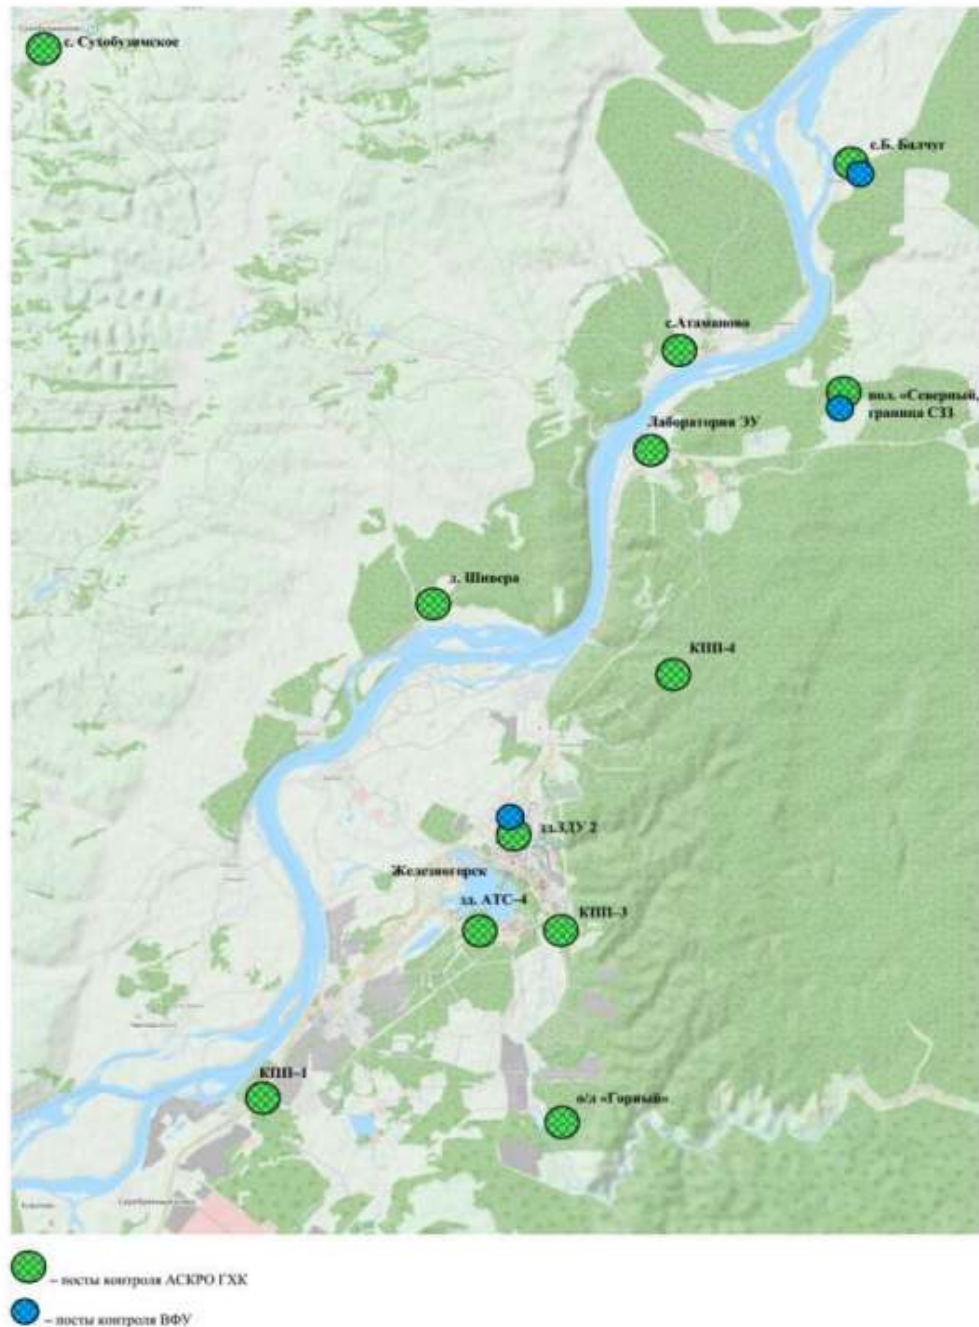 с. Сухобузимское
с.Б. Балчуг
с.Атаманово
пол. «Северный,
граница СЗЗ
Лаборатория ЭУ
д. Шивера
КПП-4
зд.ЗДУ 2
Железногорск
зд. АТС-4
КПП-3
КПП-1
о/л «Горный»
– посты контроля АСКРО ГХК
– посты контроля ВФУ